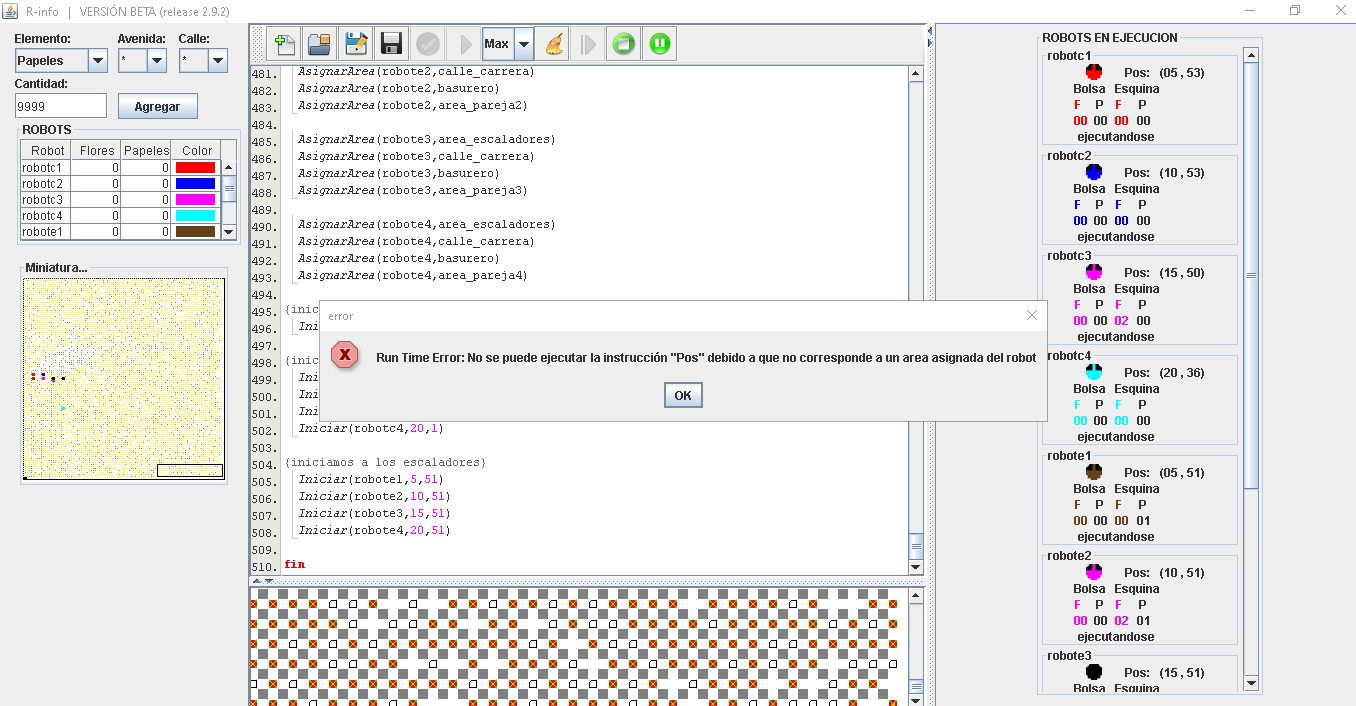 R-info | VERSIÓN BETA (release 2.9.2)
Elemento: Avenida: Calle:
Papeles * *
Cantidad:
9999 Agregar
ROBOTS
Robot Flores Papeles Color
robotc1 0 0
robotc2 0 0
robotc3 0 0
robotc4 0 0
robote1 0 0
Miniatura...
Max
481. AsignarArea(robote2,calle_carrera)
482. AsignarArea(robote2,basurero)
483. AsignarArea(robote2,area_pareja2)
484.
485. AsignarArea(robote3,area_escaladores)
486. AsignarArea(robote3,calle_carrera)
487. AsignarArea(robote3,basurero)
488. AsignarArea(robote3,area_pareja3)
489.
490. AsignarArea(robote4,area_escaladores)
491. AsignarArea(robote4,calle_carrera)
492. AsignarArea(robote4,basurero)
493. AsignarArea(robote4,area_pareja4)
494.
495. {inic
496. Ini
497.
498. {inic
499. Ini
500. Ini
501. Ini
502. Iniciar(robotc4,20,1)
503.
504. {iniciamos a los escaladores}
505. Iniciar(robote1,5,51)
506. Iniciar(robote2,10,51)
507. Iniciar(robote3,15,51)
508. Iniciar(robote4,20,51)
509.
510. fin
error
X
Run Time Error: No se puede ejecutar la instrucción "Pos" debido a que no corresponde a un area asignada del robot
OK
ROBOTS EN EJECUCION
robotc1
Pos: (05 , 53)
Bolsa Esquina
F P F P
00 00 00 00
ejecutandose
robotc2
Pos: (10 , 53)
Bolsa Esquina
F P F P
00 00 00 00
ejecutandose
robotc3
Pos: (15 , 50)
Bolsa Esquina
F P F P
00 00 02 00
ejecutandose
robotc4
Pos: (20 , 36)
Bolsa Esquina
F P F P
00 00 00 00
ejecutandose
robote1
Pos: (05 , 51)
Bolsa Esquina
F P F P
00 00 00 01
ejecutandose
robote2
Pos: (10 , 51)
Bolsa Esquina
F P F P
00 00 02 01
ejecutandose
robote3
Pos: (15 , 51)
Bolsa Esquina